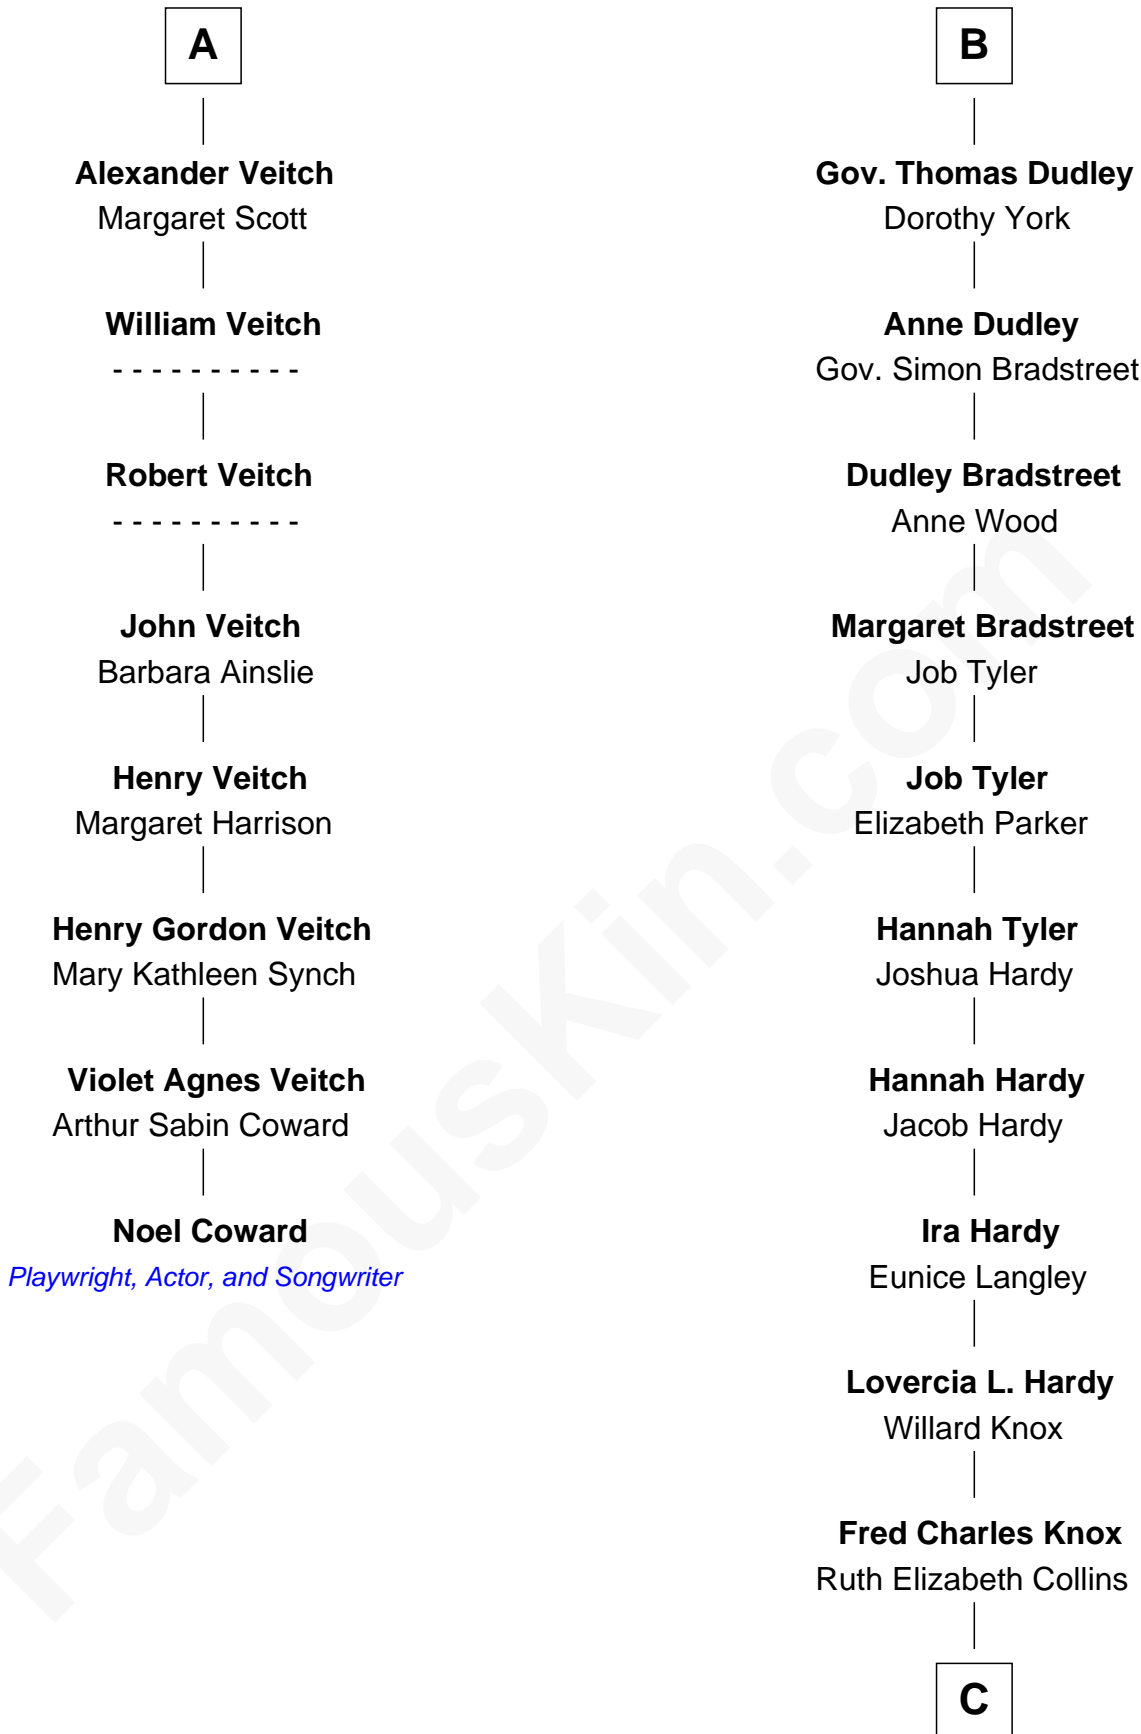 A
Alexander Veitch
Margaret Scott
William Veitch
- - - - - - - - - -
Robert Veitch
- - - - - - - - - -
John Veitch
Barbara Ainslie
Henry Veitch
Margaret Harrison
Henry Gordon Veitch
Mary Kathleen Synch
Violet Agnes Veitch
Arthur Sabin Coward
Noel Coward
Playwright, Actor, and Songwriter
B
Gov. Thomas Dudley
Dorothy York
Anne Dudley
Gov. Simon Bradstreet
Dudley Bradstreet
Anne Wood
Margaret Bradstreet
Job Tyler
Job Tyler
Elizabeth Parker
Hannah Tyler
Joshua Hardy
Hannah Hardy
Jacob Hardy
Ira Hardy
Eunice Langley
Lovercia L. Hardy
Willard Knox
Fred Charles Knox
Ruth Elizabeth Collins
C
FamousKin.com